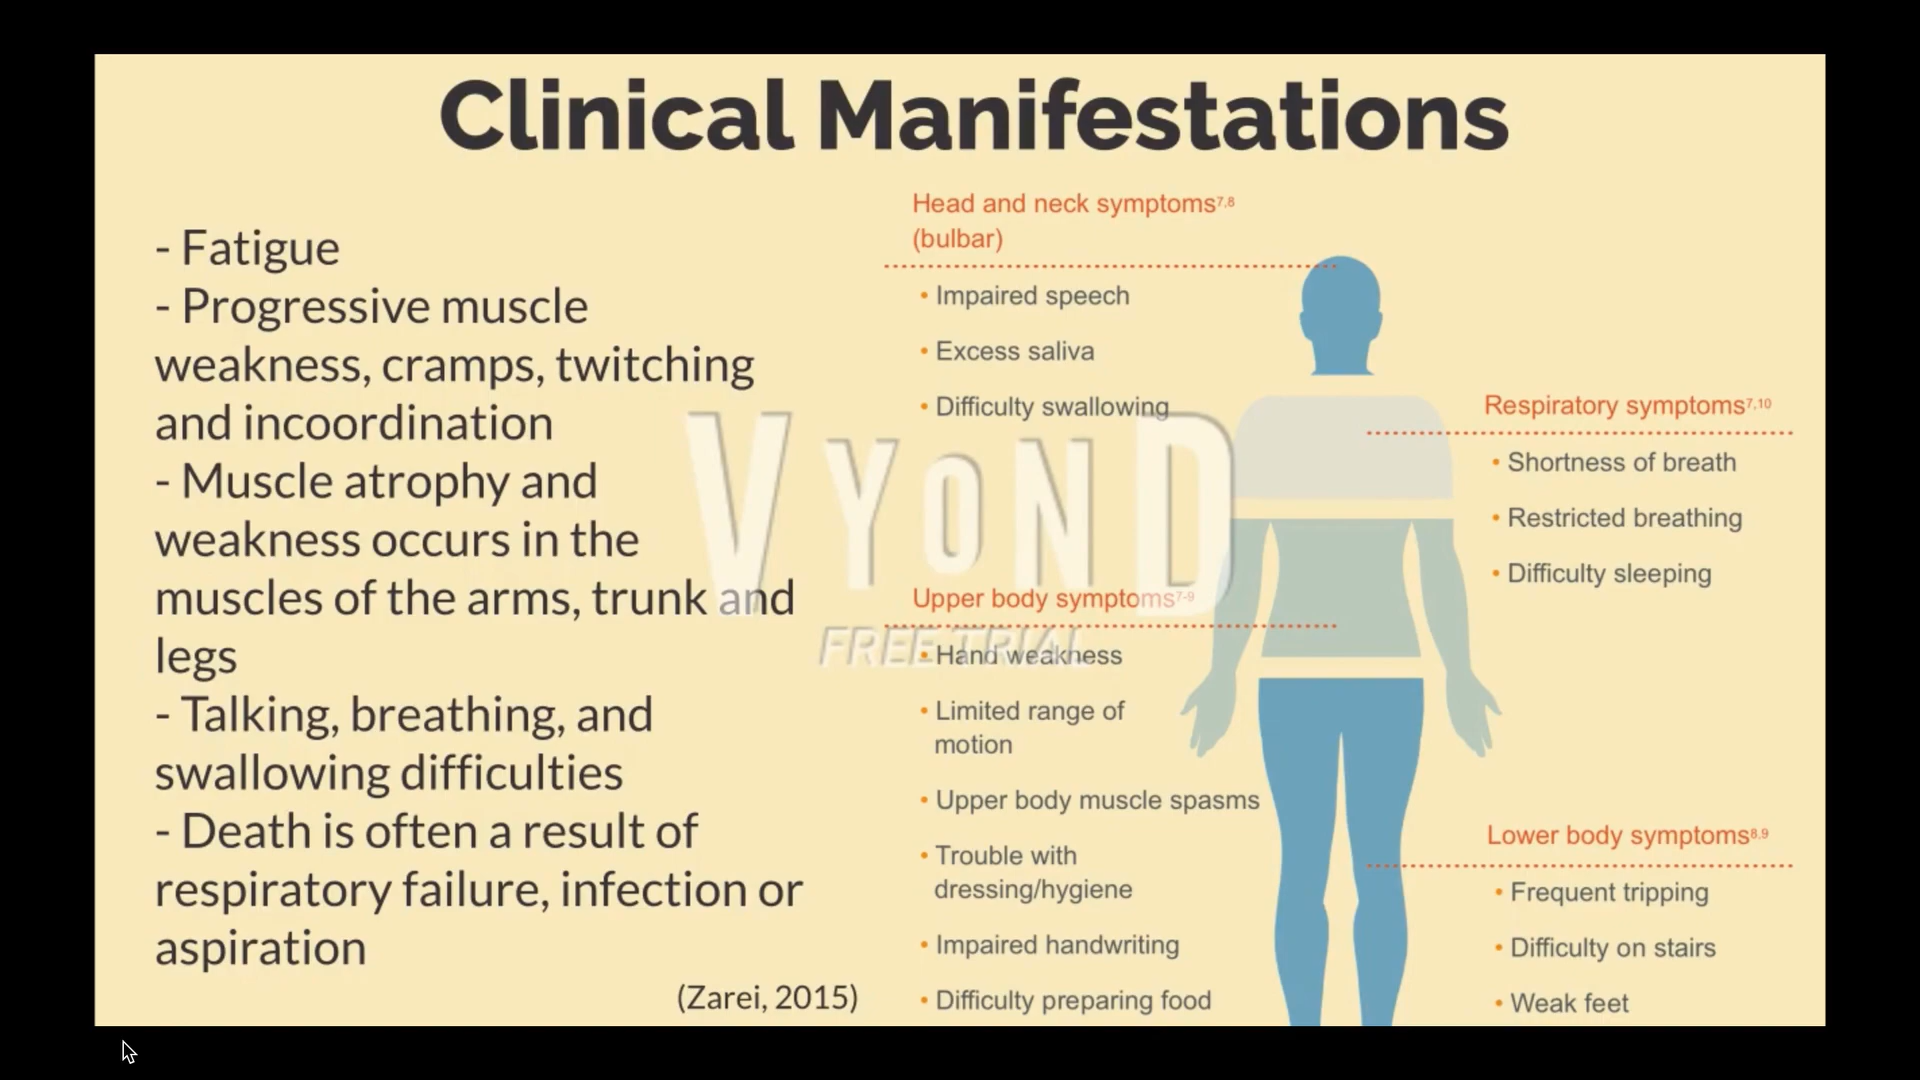 Clinical Manifestations
- Fatigue
- Progressive muscle
weakness, cramps, twitching
and incoordination
- Muscle atrophy and
weakness occurs in the
muscles of the arms, trunk and
legs
- Talking, breathing, and
swallowing difficulties
- Death is often a result of
respiratory failure, infection or
aspiration
(Zarei, 2015)
Head and neck symptoms7,8
(bulbar)
• Impaired speech
• Excess saliva
• Difficulty swallowing
Upper body symptoms7-9
• Hand weakness
• Limited range of
motion
• Upper body muscle spasms
• Trouble with
dressing/hygiene
• Impaired handwriting
• Difficulty preparing food
Respiratory symptoms7,10
• Shortness of breath
• Restricted breathing
• Difficulty sleeping
Lower body symptoms8,9
• Frequent tripping
• Difficulty on stairs
• Weak feet
VYOND
FREE TRIAL